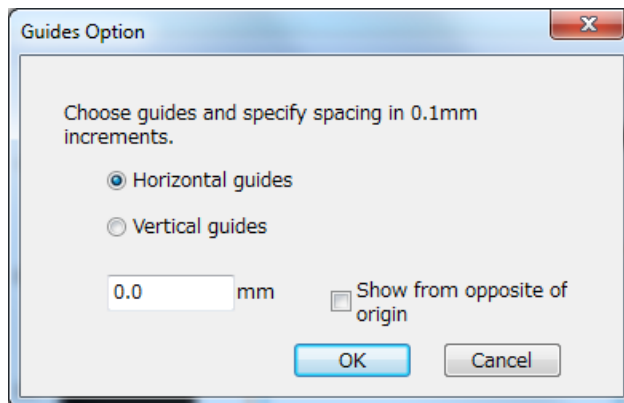 Guides Option
Choose guides and specify spacing in 0.1mm
increments.
Horizontal guides
Vertical guides
0.0 mm
Show from opposite of
origin
OK Cancel